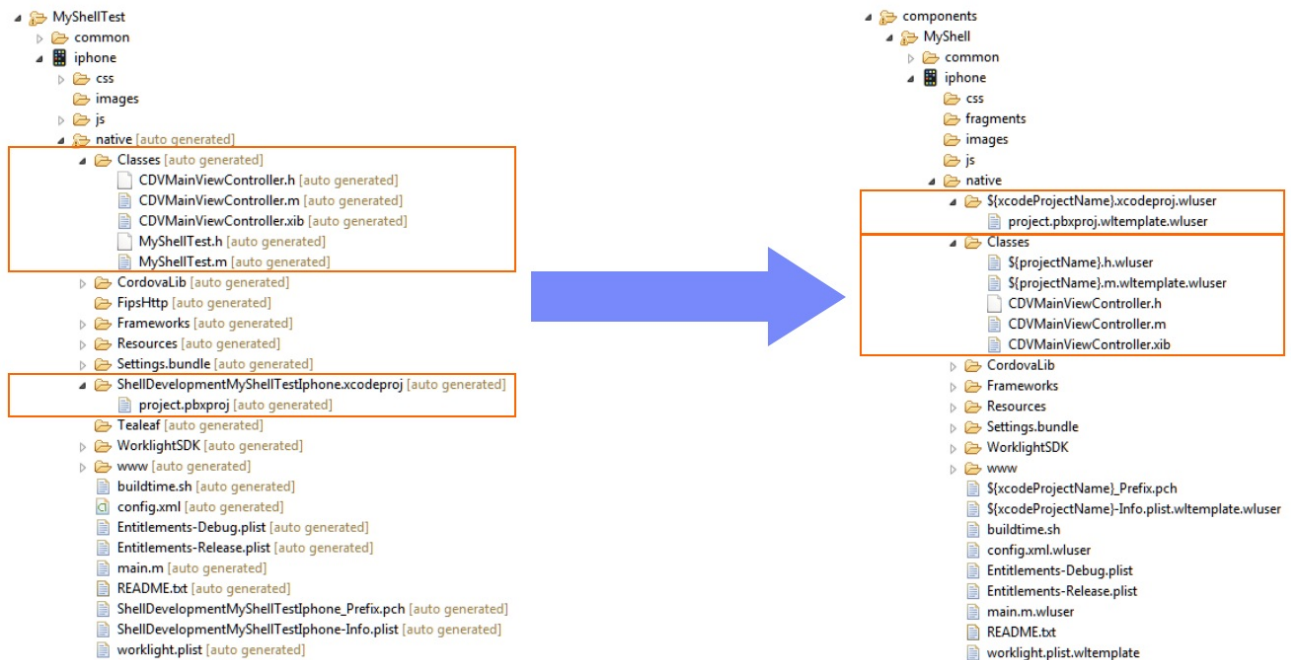 MyShellTest
common
iphone
css
images
js
native [auto generated]
Classes [auto generated]
CDVMainViewController.h [auto generated]
CDVMainViewController.m [auto generated]
CDVMainViewController.xib [auto generated]
MyShellTest.h [auto generated]
MyShellTest.m [auto generated]
CordovaLib [auto generated]
FipsHttp [auto generated]
Frameworks [auto generated]
Resources [auto generated]
Settings.bundle [auto generated]
ShellDevelopmentMyShellTestIphone.xcodeproj [auto generated]
project.pbxproj [auto generated]
Tealeaf [auto generated]
WorklightSDK [auto generated]
www [auto generated]
buildtime.sh [auto generated]
config.xml [auto generated]
Entitlements-Debug.plist [auto generated]
Entitlements-Release.plist [auto generated]
main.m [auto generated]
README.txt [auto generated]
ShellDevelopmentMyShellTestIphone_Prefix.pch [auto generated]
ShellDevelopmentMyShellTestIphone-Info.plist [auto generated]
worklight.plist [auto generated]
components
MyShell
common
iphone
css
fragments
images
js
native
${xcodeProjectName}.xcodeproj.wluser
project.pbxproj.wltemplate.wluser
Classes
${projectName}.h.wluser
${projectName}.m.wltemplate.wluser
CDVMainViewController.h
CDVMainViewController.m
CDVMainViewController.xib
CordovaLib
Frameworks
Resources
Settings.bundle
WorklightSDK
www
${xcodeProjectName}_Prefix.pch
${xcodeProjectName}-Info.plist.wltemplate.wluser
buildtime.sh
config.xml.wluser
Entitlements-Debug.plist
Entitlements-Release.plist
main.m.wluser
README.txt
worklight.plist.wltemplate